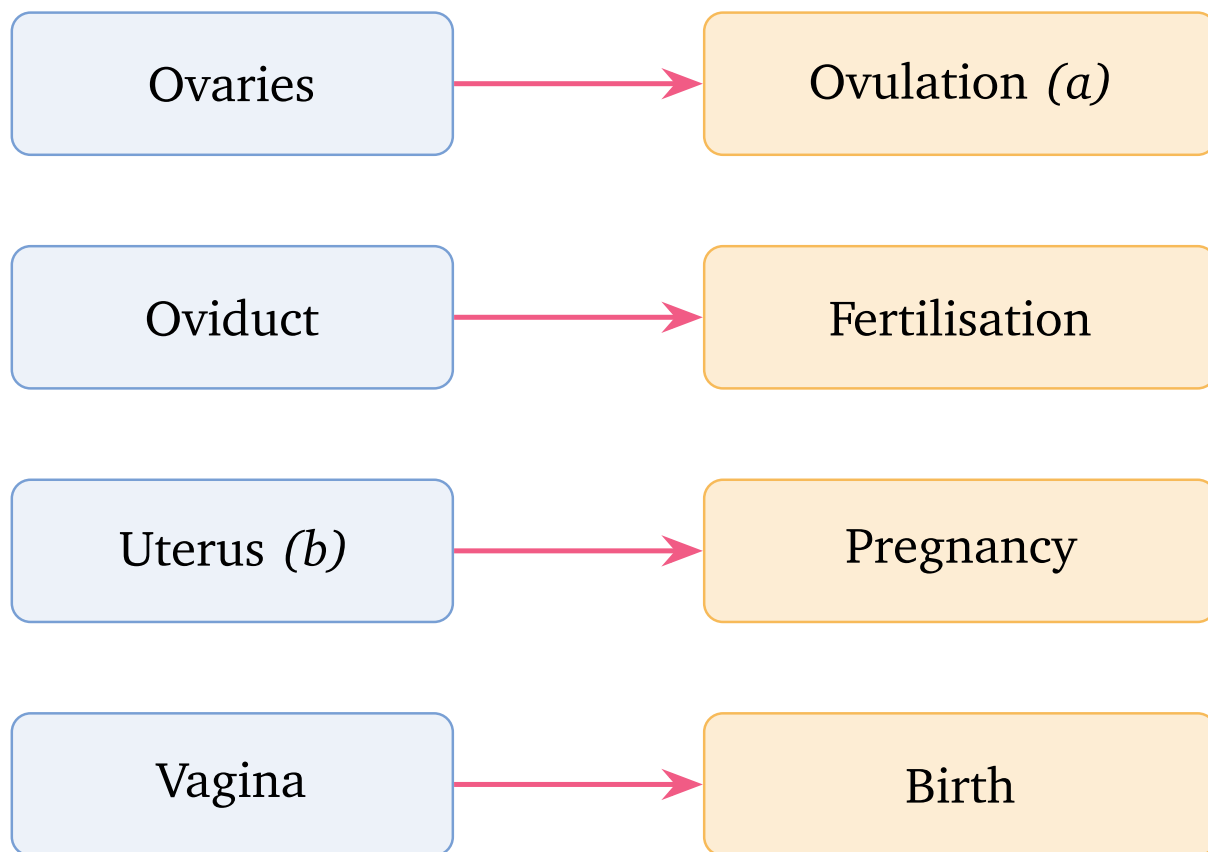 Ovaries
Ovulation (a)
Oviduct
Fertilisation
Uterus (b)
Pregnancy
Vagina
Birth